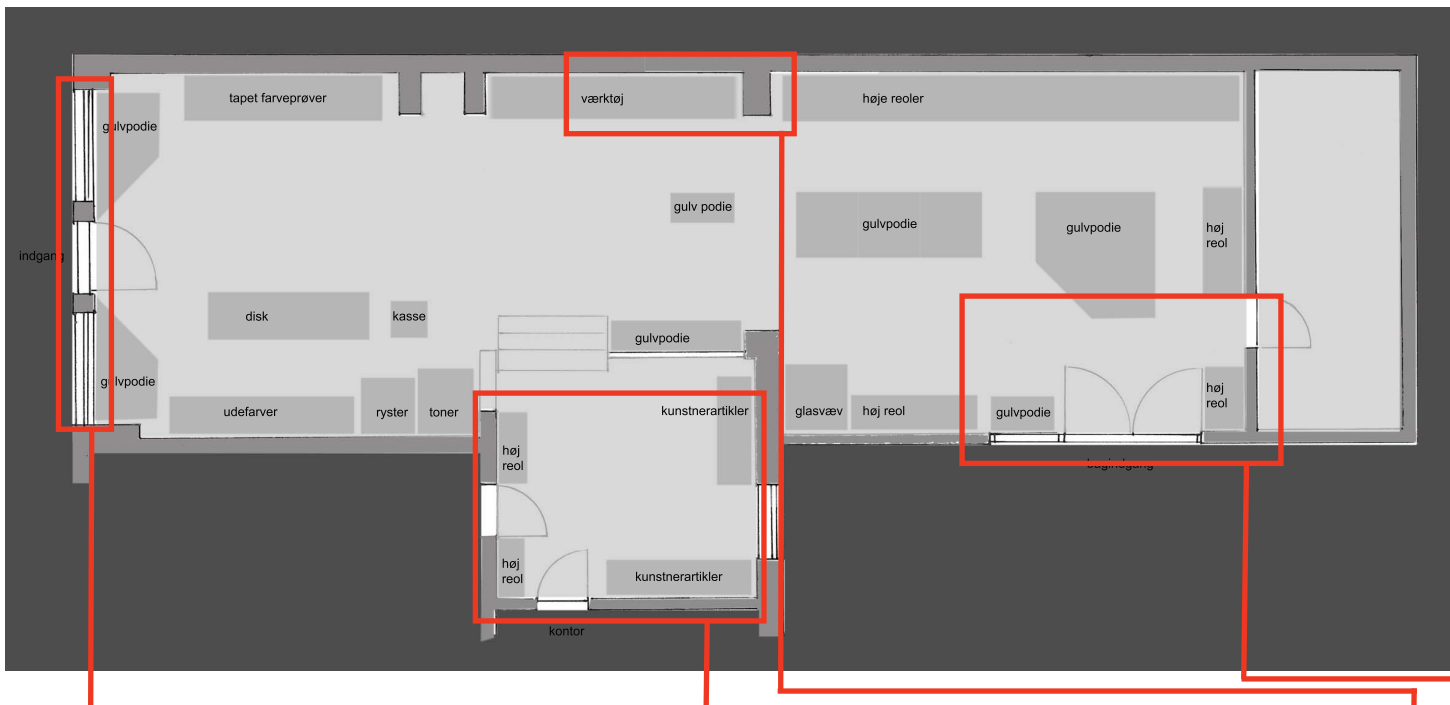 tapet farveprøver
værktøj
høje reoler
gulvpodie
gulv podie
gulvpodie
gulvpodie
høj
reol
indgang
disk
kasse
gulvpodie
gulvpodie
udefarver
ryster
toner
kunstnerartikler
glasvæv
høj reol
gulvpodie
høj
reol
høj
reol
bagindgang
høj
reol
kunstnerartikler
kontor